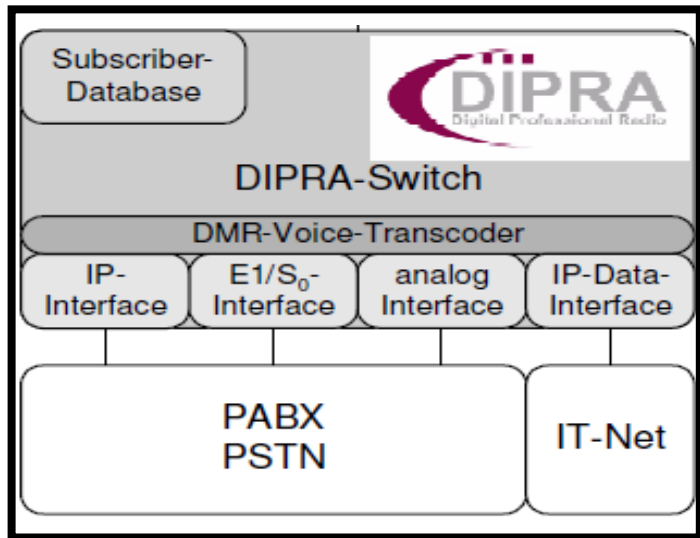 Subscriber-
Database
DIPRA
Digital Professional Radio
DIPRA-Switch
DMR-Voice-Transcoder
IP-
Interface
E1/S₀-
Interface
analog
Interface
IP-Data-
Interface
PABX
PSTN
IT-Net